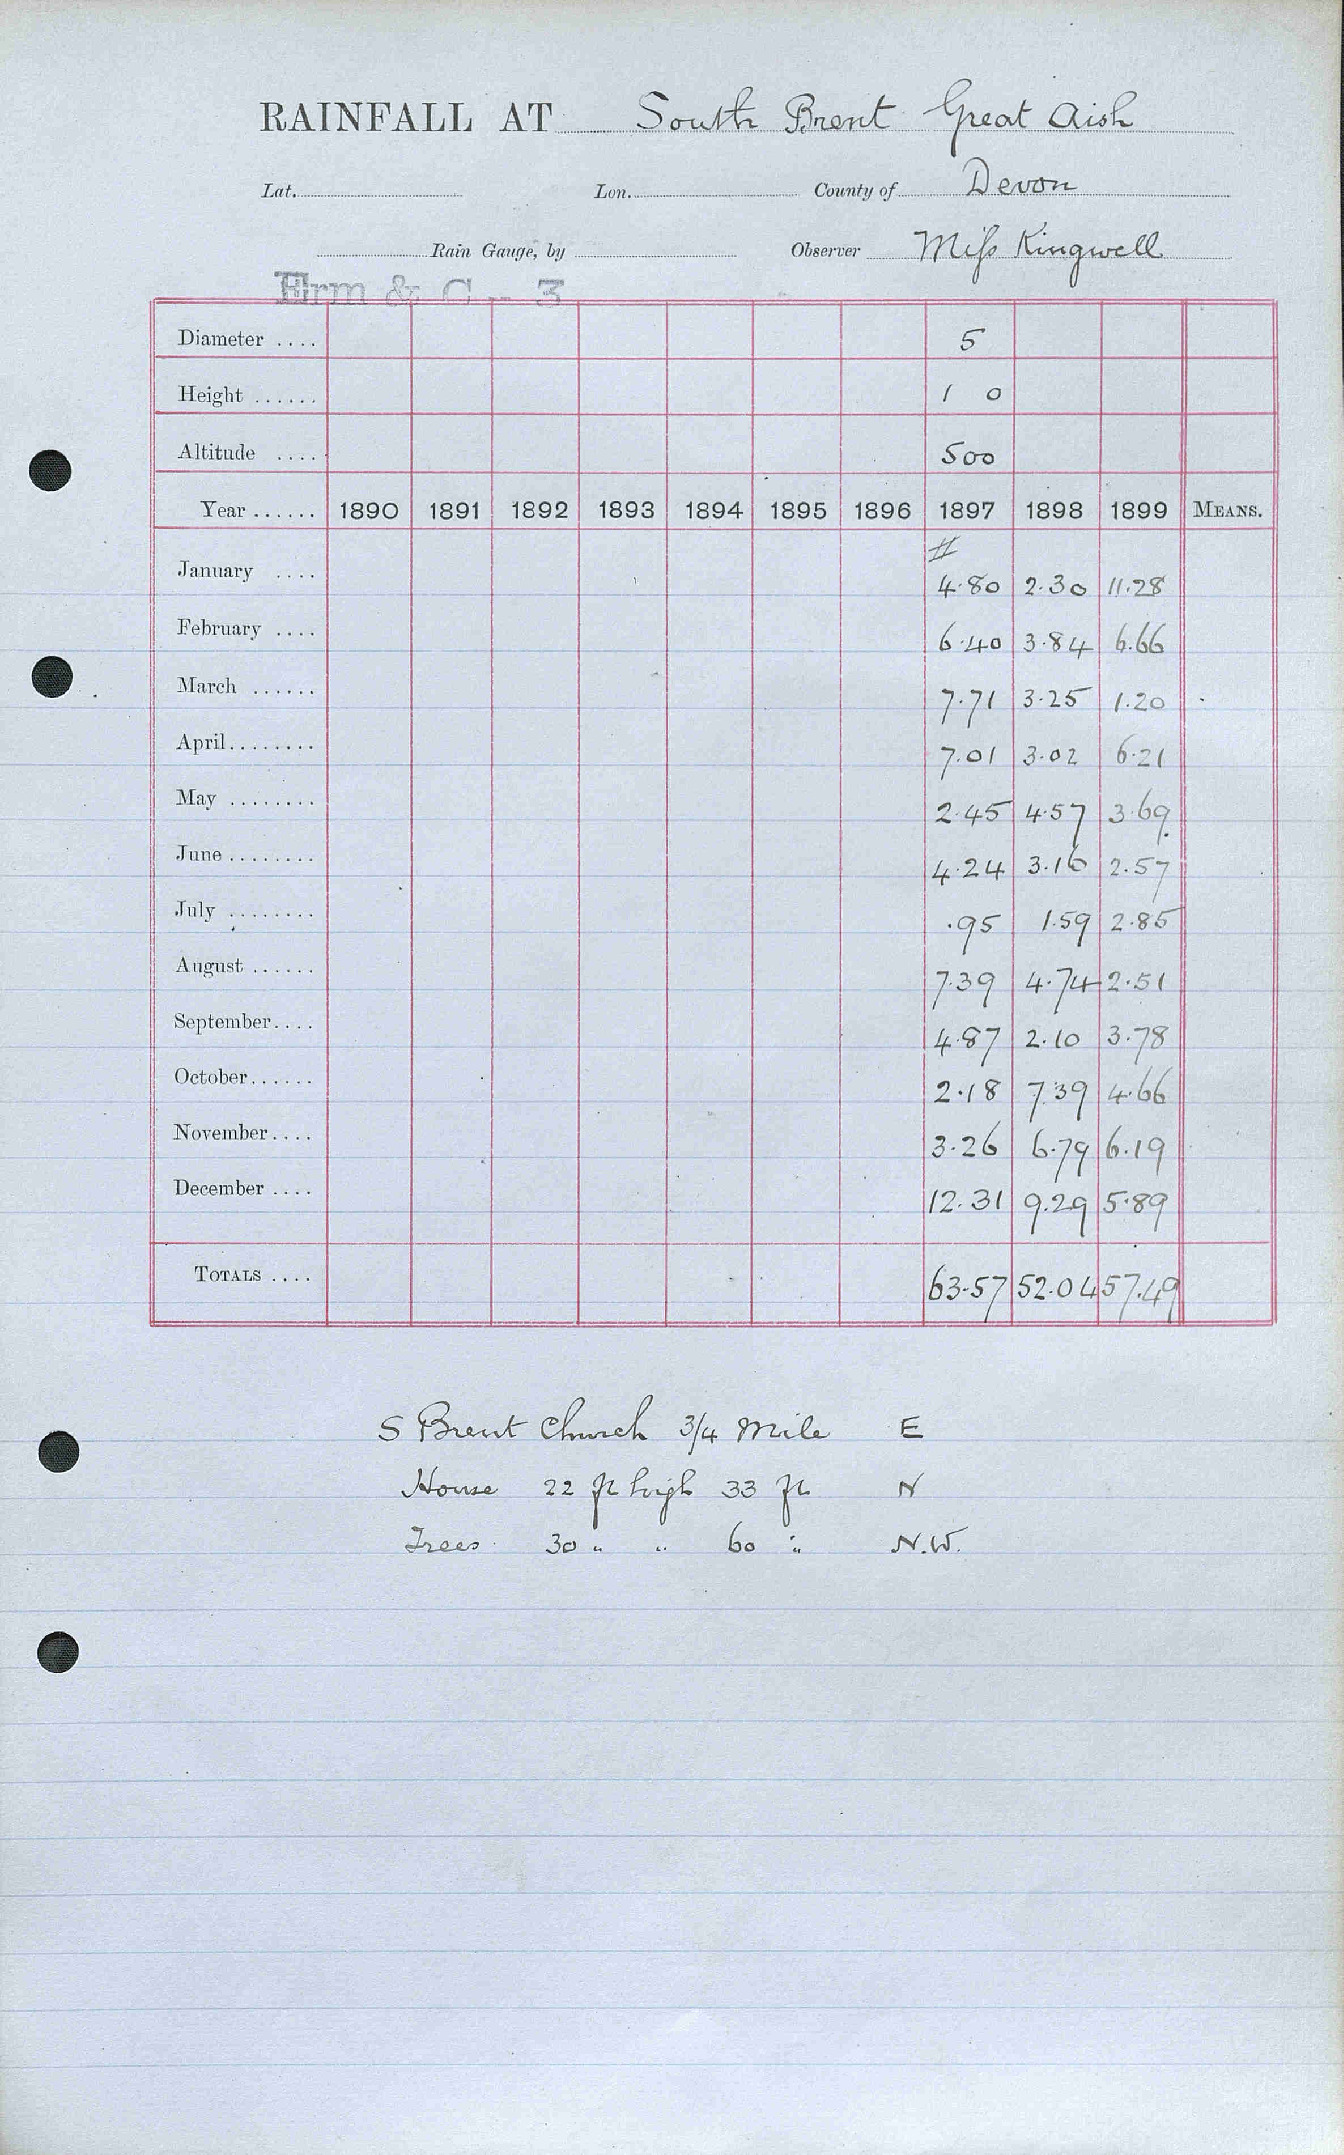 RAINFALL AT South Brent Great Aish
Lat. Lon. County of Devon
Rain Gauge, by Observer Miss Kingwell
Erm & C - 3
Diameter .... 5
Height ...... 1 0
Altitude .... 500
Year ...... 1890 1891 1892 1893 1894 1895 1896 1897 1898 1899 MEANS.
#
January .... 4.80 2.30 11.28
February .... 6.40 3.84 6.66
March ...... 7.71 3.25 1.20
April........ 7.01 3.02 6.21
May ........ 2.45 4.57 3.69
June ........ 4.24 3.16 2.57
July ........ .95 1.59 2.85
August ...... 7.39 4.74 2.51
September.... 4.87 2.10 3.78
October...... 2.18 7.39 4.66
November.... 3.26 6.79 6.19
December .... 12.31 9.29 5.89
TOTALS .... 63.57 52.04 57.49
S Brent Church 3/4 Mile E
House 22 ft high 33 ft N
Trees 30 " " 60 " N.W.